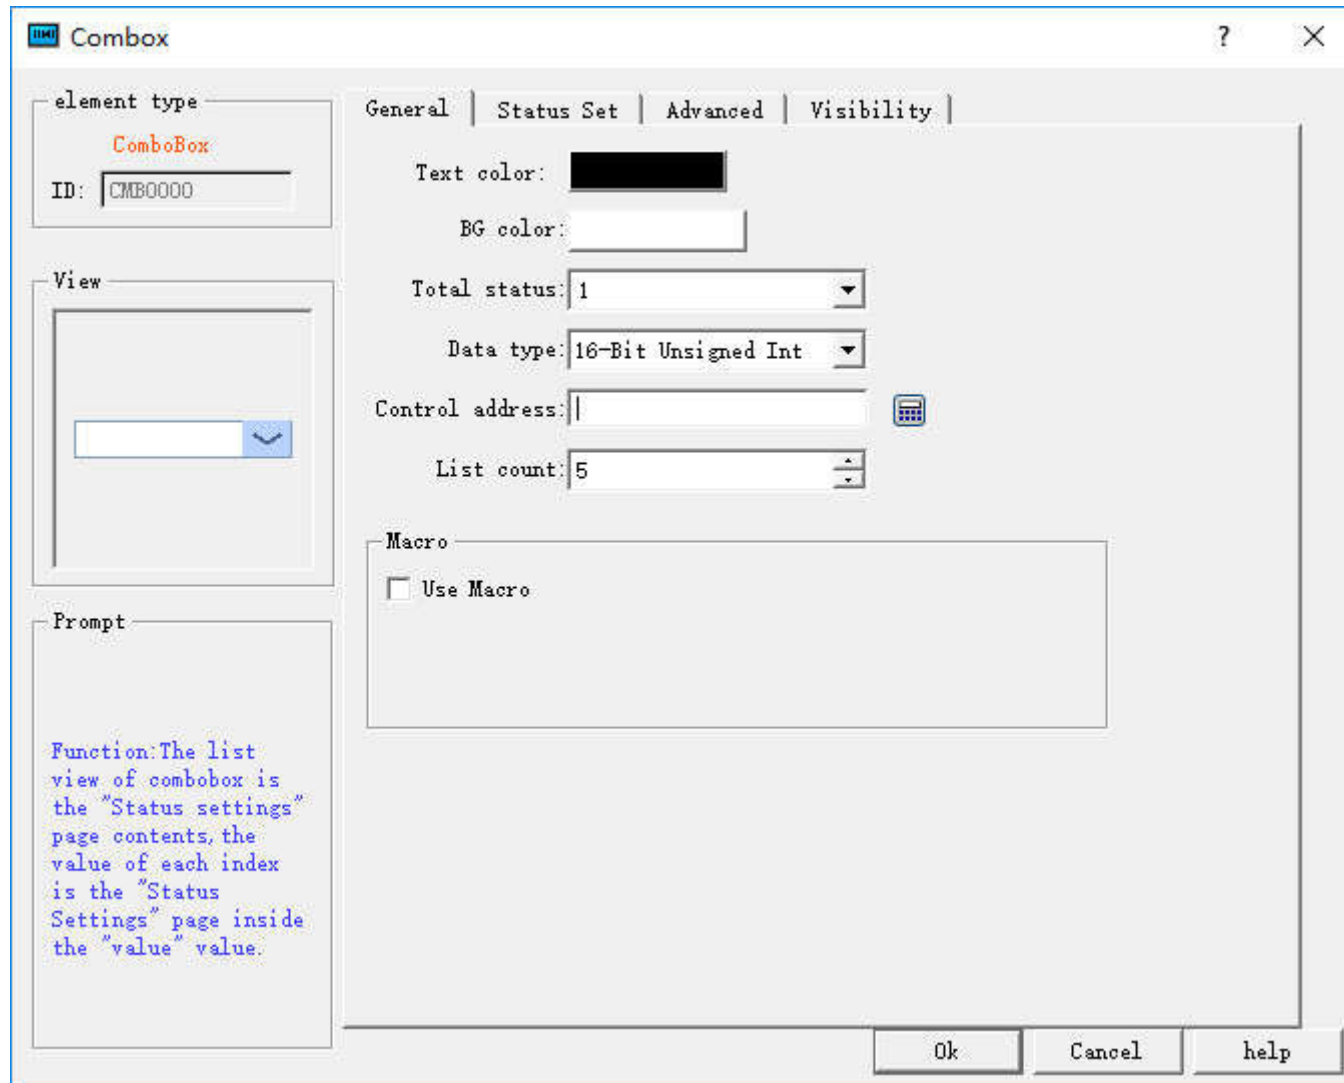 Combox
?
element type
ComboBox
ID: CMB0000
View
Prompt
Function:The list
view of combobox is
the "Status settings"
page contents, the
value of each index
is the "Status
Settings" page inside
the "value" value.
General | Status Set | Advanced | Visibility |
Text color:
BG color:
Total status: 1
Data type: 16-Bit Unsigned Int
Control address:
List count: 5
Macro
Use Macro
Ok Cancel help